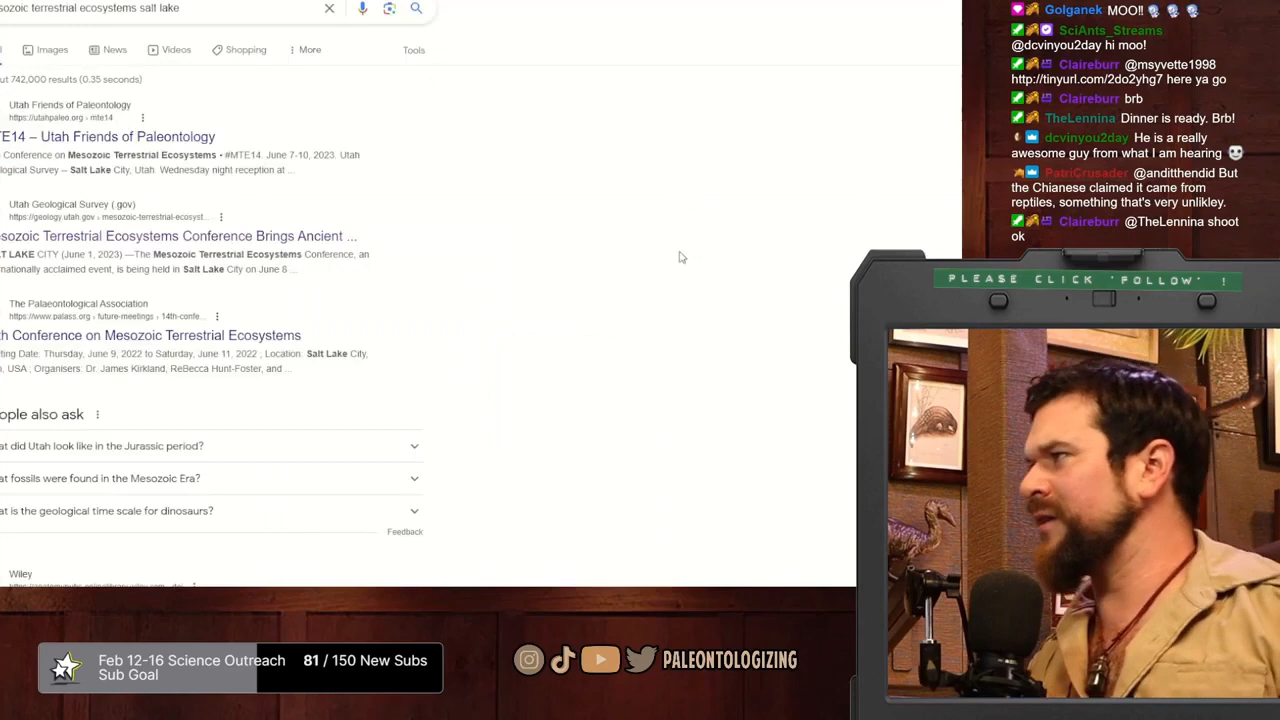 sozoic terrestrial ecosystems salt lake
Images
News
Videos
Shopping
More
Tools
ut 742,000 results (0.35 seconds)
Utah Friends of Paleontology
https://utahpaleo.org › mte14
TE14 – Utah Friends of Paleontology
Conference on Mesozoic Terrestrial Ecosystems • #MTE14. June 7-10, 2023. Utah
logical Survey – Salt Lake City, Utah. Wednesday night reception at ...
Utah Geological Survey (.gov)
https://geology.utah.gov › mesozoic-terrestrial-ecosyst...
sozoic Terrestrial Ecosystems Conference Brings Ancient ...
LT LAKE CITY (June 1, 2023) —The Mesozoic Terrestrial Ecosystems Conference, an
rnationally acclaimed event, is being held in Salt Lake City on June 8 ...
The Palaeontological Association
https://www.palass.org › future-meetings › 14th-confe...
h Conference on Mesozoic Terrestrial Ecosystems
ting Date: Thursday, June 9, 2022 to Saturday, June 11, 2022 ; Location: Salt Lake City,
, USA ; Organisers: Dr. James Kirkland, ReBecca Hunt-Foster, and ...
ople also ask
at did Utah look like in the Jurassic period?
at fossils were found in the Mesozoic Era?
at is the geological time scale for dinosaurs?
Feedback
Wiley
Golganek MOO!!
SciAnts_Streams
@dcvinyou2day hi moo!
Claireburr @msyvette1998
http://tinyurl.com/2do2yhg7 here ya go
Claireburr brb
TheLennina Dinner is ready. Brb!
dcvinyou2day He is a really
awesome guy from what I am hearing
PatriCrusader @anditthendid But
the Chianese claimed it came from
reptiles, something that's very unlikley.
Claireburr @TheLennina shoot
ok
PLEASE CLICK 'FOLLOW' !
Feb 12-16 Science Outreach
Sub Goal
81 / 150 New Subs
PALEONTOLOGIZING